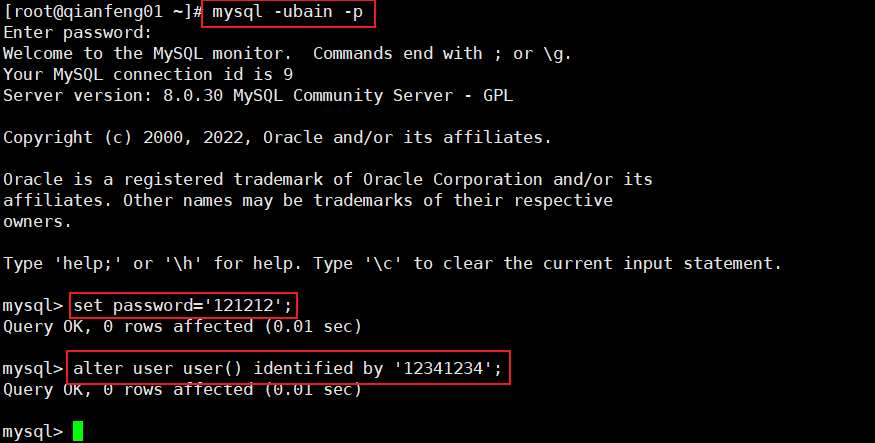 [root@qianfeng01 ~]# mysql -ubain -p
Enter password:
Welcome to the MySQL monitor.  Commands end with ; or \g.
Your MySQL connection id is 9
Server version: 8.0.30 MySQL Community Server - GPL
Copyright (c) 2000, 2022, Oracle and/or its affiliates.
Oracle is a registered trademark of Oracle Corporation and/or its
affiliates. Other names may be trademarks of their respective
owners.
Type 'help;' or '\h' for help. Type '\c' to clear the current input statement.
mysql> set password='121212';
Query OK, 0 rows affected (0.01 sec)
mysql> alter user user() identified by '12341234';
Query OK, 0 rows affected (0.01 sec)
mysql>